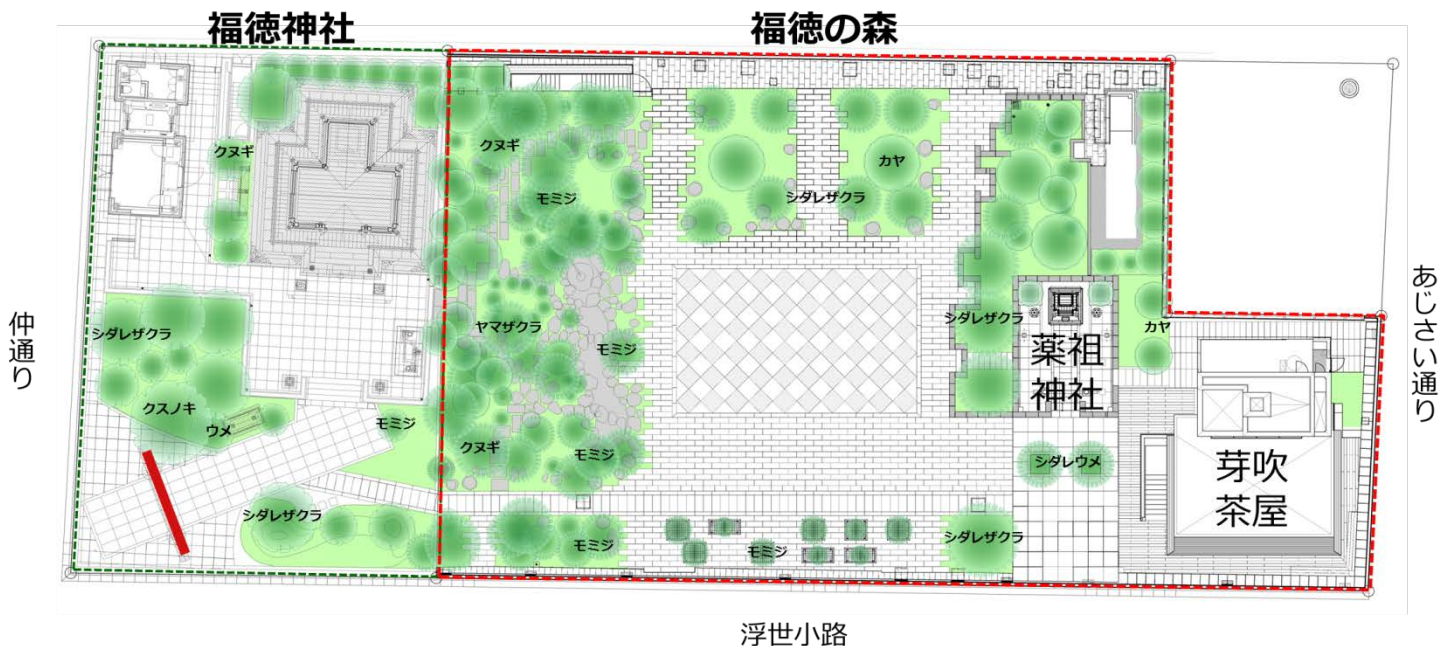 福徳神社
福徳の森
クヌギ
クヌギ
モミジ
カヤ
シダレザクラ
仲通り
シダレザクラ
ヤマザクラ
モミジ
シダレザクラ
薬祖
神社
カヤ
あじさい通り
クスノキ
ウメ
モミジ
クヌギ
モミジ
シダレウメ
芽吹
茶屋
シダレザクラ
モミジ
モミジ
シダレザクラ
浮世小路